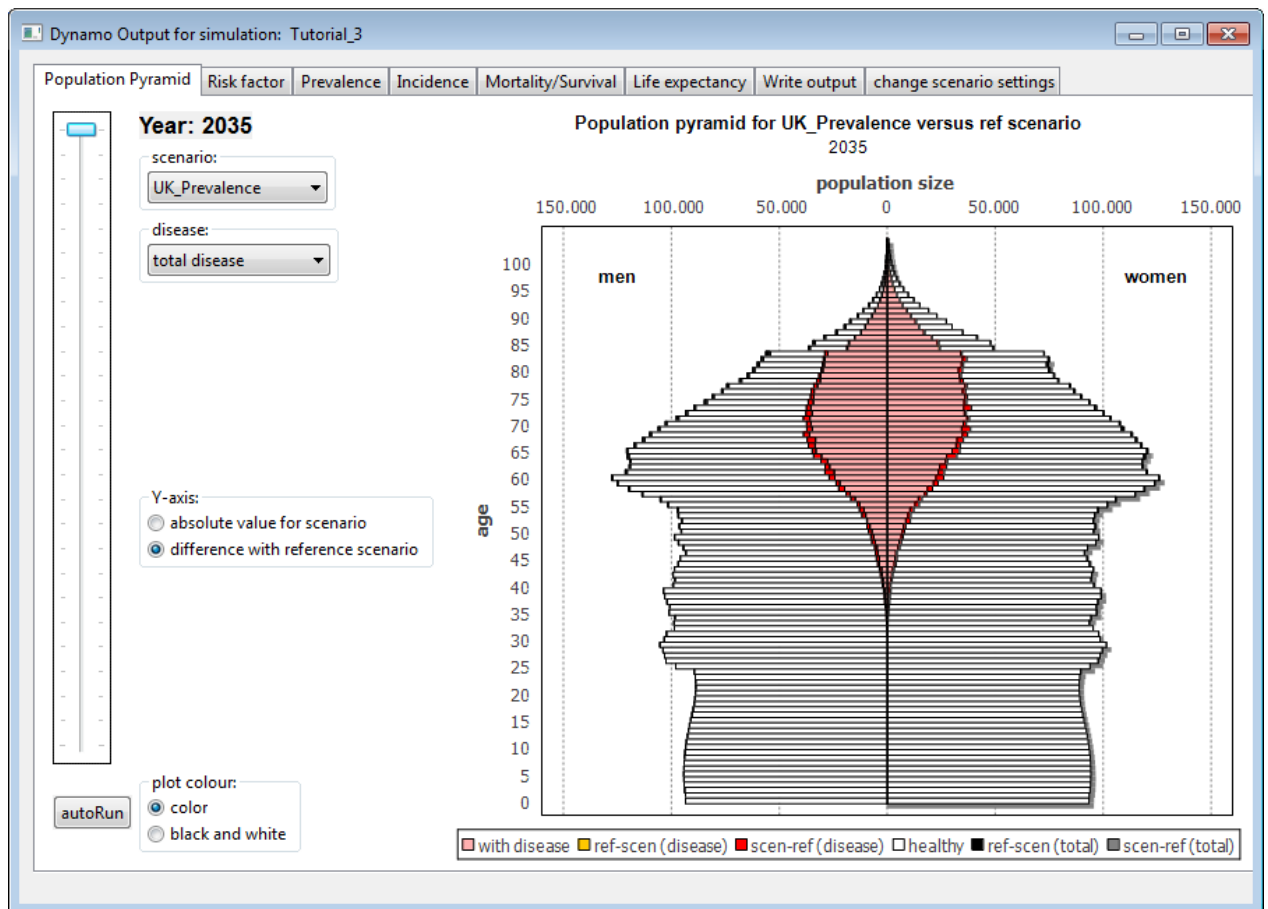 Dynamo Output for simulation: Tutorial_3
Population Pyramid Risk factor Prevalence Incidence Mortality/Survival Life expectancy Write output change scenario settings
Year: 2035
scenario:
UK_Prevalence
disease:
total disease
Y-axis:
absolute value for scenario
difference with reference scenario
plot colour:
color
black and white
autoRun
Population pyramid for UK_Prevalence versus ref scenario
2035
population size
150.000 100.000 50.000 0 50.000 100.000 150.000
men
women
age
100
95
90
85
80
75
70
65
60
55
50
45
40
35
30
25
20
15
10
5
0
with disease ref-scen (disease) scen-ref (disease) healthy ref-scen (total) scen-ref (total)